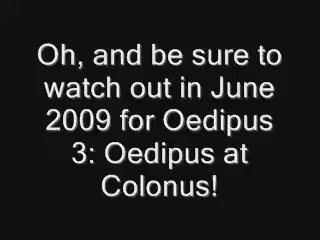 Oh, and be sure to
watch out in June
2009 for Oedipus
3: Oedipus at
Colonus!